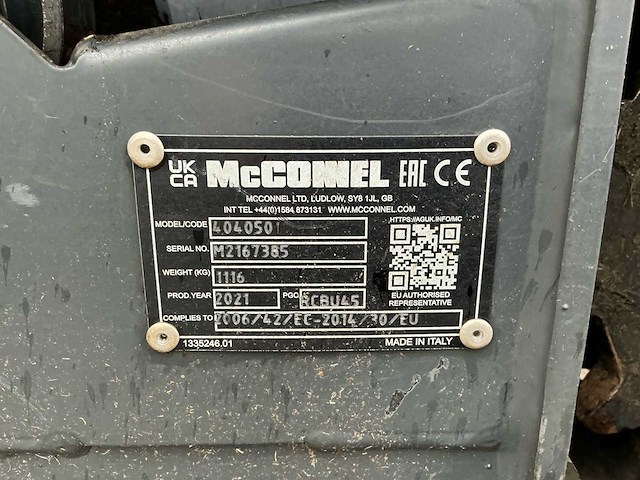 UK CA McCONNEL EAC CE
MCCONNEL LTD, LUDLOW, SY8 1JL, GB
INT TEL +44(0)1584 873131 WWW.MCCONNEL.COM
HTTPS://AGUK.INFO/MC
MODEL/CODE 4040501
SERIAL NO. M2167385
WEIGHT (KG) 1116
PROD. YEAR 2021 PGC SCBU45
EU AUTHORISED
REPRESENTATIVE
COMPLIES TO 2006/42/EC-2014/30/EU
1335246.01 MADE IN ITALY